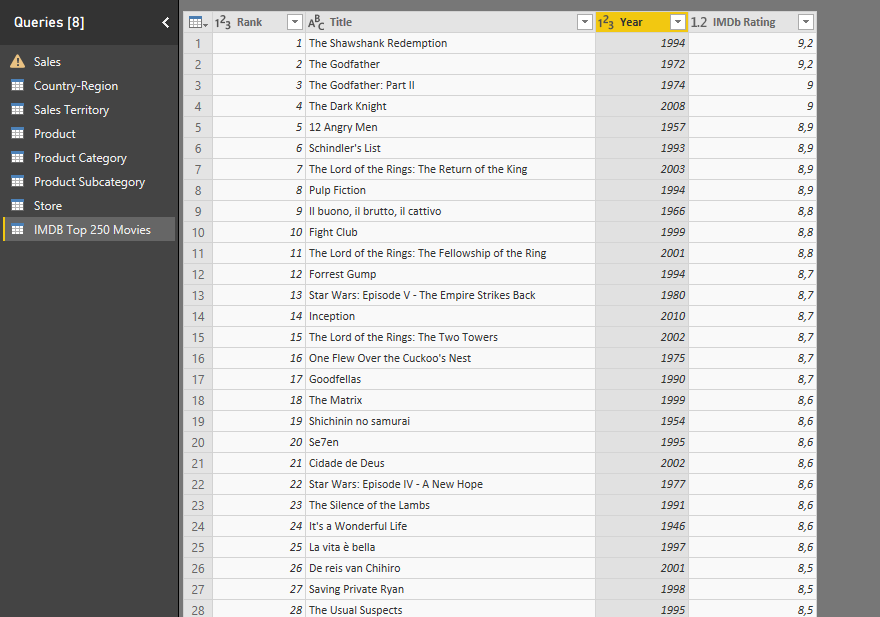 Queries [8]
Sales
Country-Region
Sales Territory
Product
Product Category
Product Subcategory
Store
IMDB Top 250 Movies
1 2 3 Rank A B C Title 1 2 3 Year 1.2 IMDb Rating
1 1 The Shawshank Redemption 1994 9,2
2 2 The Godfather 1972 9,2
3 3 The Godfather: Part II 1974 9
4 4 The Dark Knight 2008 9
5 5 12 Angry Men 1957 8,9
6 6 Schindler's List 1993 8,9
7 7 The Lord of the Rings: The Return of the King 2003 8,9
8 8 Pulp Fiction 1994 8,9
9 9 Il buono, il brutto, il cattivo 1966 8,8
10 10 Fight Club 1999 8,8
11 11 The Lord of the Rings: The Fellowship of the Ring 2001 8,8
12 12 Forrest Gump 1994 8,7
13 13 Star Wars: Episode V - The Empire Strikes Back 1980 8,7
14 14 Inception 2010 8,7
15 15 The Lord of the Rings: The Two Towers 2002 8,7
16 16 One Flew Over the Cuckoo's Nest 1975 8,7
17 17 Goodfellas 1990 8,7
18 18 The Matrix 1999 8,6
19 19 Shichinin no samurai 1954 8,6
20 20 Se7en 1995 8,6
21 21 Cidade de Deus 2002 8,6
22 22 Star Wars: Episode IV - A New Hope 1977 8,6
23 23 The Silence of the Lambs 1991 8,6
24 24 It's a Wonderful Life 1946 8,6
25 25 La vita è bella 1997 8,6
26 26 De reis van Chihiro 2001 8,5
27 27 Saving Private Ryan 1998 8,5
28 28 The Usual Suspects 1995 8,5